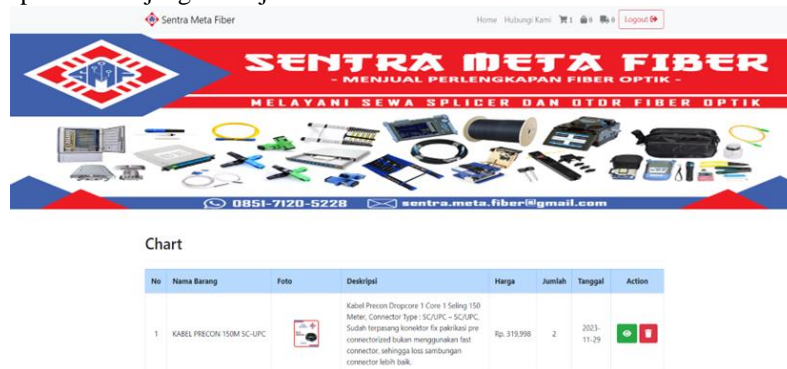 Sentra Meta Fiber
Home Hubungi Kami 1 0 0 Logout
SMF
SENTRA META FIBER
- MENJUAL PERLENGKAPAN FIBER OPTIK -
MELAYANI SEWA SPLICER DAN OTDR FIBER OPTIK
0851-7120-5228 sentra.meta.fiber@gmail.com
Chart
No Nama Barang Foto Deskripsi Harga Jumlah Tanggal Action
Kabel Precon Dropcore 1 Core 1 Seling 150
Meter, Connector Type : SC/UPC – SC/UPC,
Sudah terpasang konektor fix pakrikasi pre
1 KABEL PRECON 150M SC-UPC connectorized bukan menggunakan fast Rp. 319,998 2 2023-11-29
connector, sehingga loss sambungan
connector lebih baik.